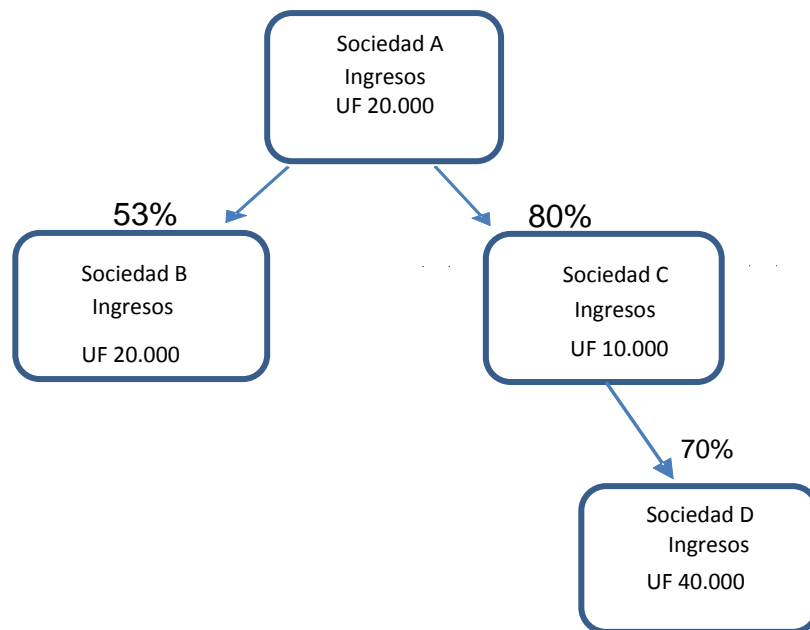 Sociedad A
Ingresos
UF 20.000
53%
80%
Sociedad B
Ingresos
UF 20.000
Sociedad C
Ingresos
UF 10.000
70%
Sociedad D
Ingresos
UF 40.000